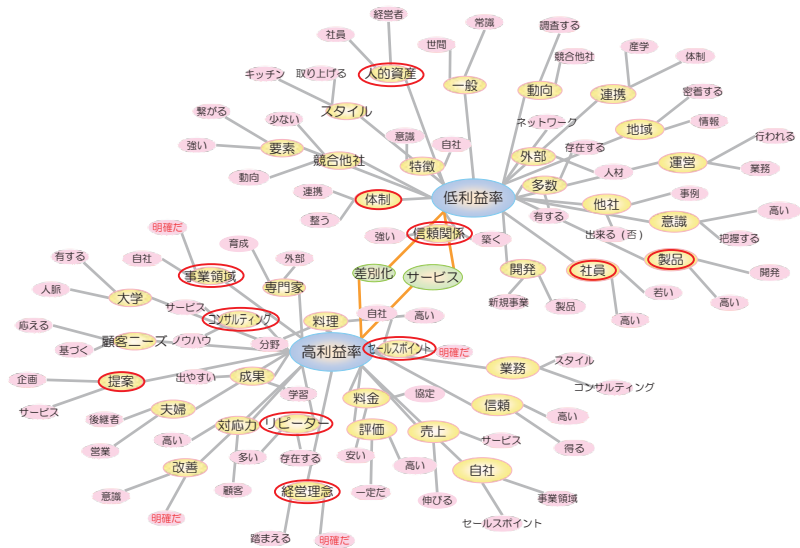 経営者
常識
調査する
社員
世間
産学
競合他社
体制
キッチン
取り上げる
人的資産
一般
動向
連携
密着する
繋がる
スタイル
少ない
ネットワーク
地域
情報
行われる
強い
要素
競合他社
意識
自社
特徴
外部
存在する
運営
業務
動向
人材
連携
体制
低利益率
多数
他社
事例
意識
高い
整う
有する
出来る（否）
把握する
明確だ
強い
信頼関係
築く
育成
自社
外部
事業領域
差別化
サービス
開発
社員
製品
開発
有する
専門家
人脈
大学
サービス
新規事業
製品
若い
高い
高い
コンサルティング
料理
自社
高い
応える
顧客ニーズ
ノウハウ
分野
基づく
高利益率
セールスポイント
明確だ
企画
提案
出やすい
成果
業務
スタイル
コンサルティング
サービス
学習
料金
協定
信頼
後継者
夫婦
高い
対応力
リピーター
評価
売上
サービス
得る
営業
高い
多い
存在する
安い
高い
改善
自社
顧客
経営理念
一定だ
伸びる
事業領域
意識
明確だ
踏まえる
明確だ
セールスポイント